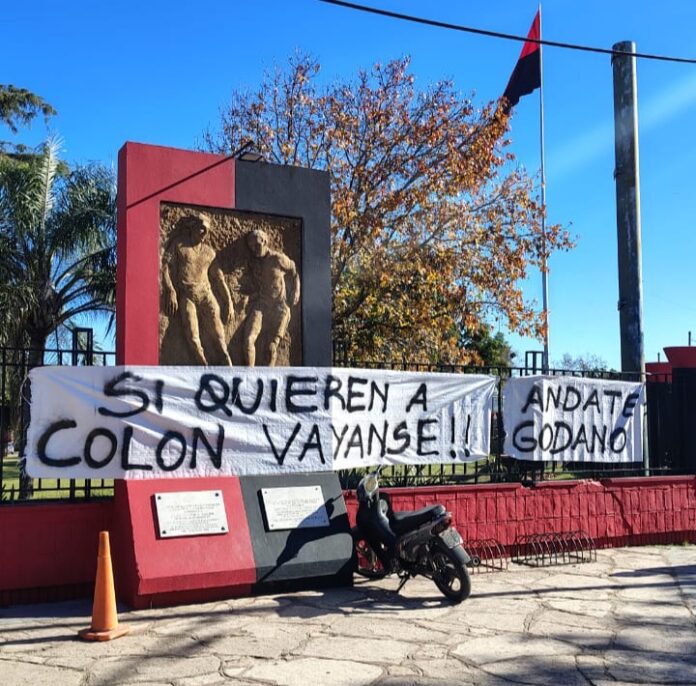 SI QUIEREN A
COLON VAYANSE!!
ANDATE
GODANO